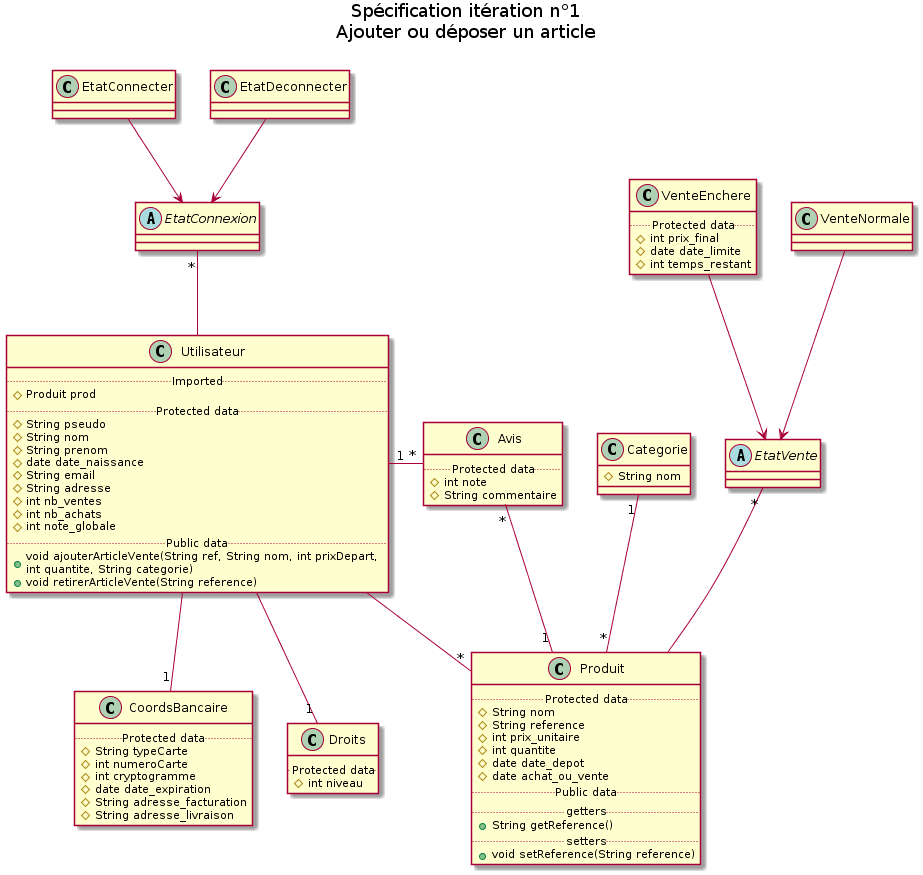 Spécification itération n°1
Ajouter ou déposer un article
C EtatConnecter
C EtatDeconnecter
A EtatConnexion
*
C VenteEnchere
Protected data
int prix_final
date date_limite
int temps_restant
C VenteNormale
C Utilisateur
Imported
Produit prod
Protected data
String pseudo
String nom
String prenom
date date_naissance
String email
String adresse
int nb_ventes
int nb_achats
int note_globale
Public data
void ajouterArticleVente(String ref, String nom, int prixDepart,
int quantite, String categorie)
void retirerArticleVente(String reference)
1 *
C Avis
Protected data
int note
String commentaire
*
1
C Categorie
String nom
1
*
A EtatVente
*
1
1
*
C CoordsBancaire
Protected data
String typeCarte
int numeroCarte
int cryptogramme
date date_expiration
String adresse_facturation
String adresse_livraison
C Droits
Protected data
int niveau
C Produit
Protected data
String nom
String reference
int prix_unitaire
int quantite
date date_depot
date achat_ou_vente
Public data
getters
String getReference()
setters
void setReference(String reference)